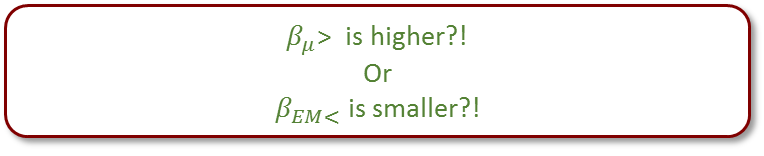 β_μ > is higher?!
Or
β_EM< is smaller?!